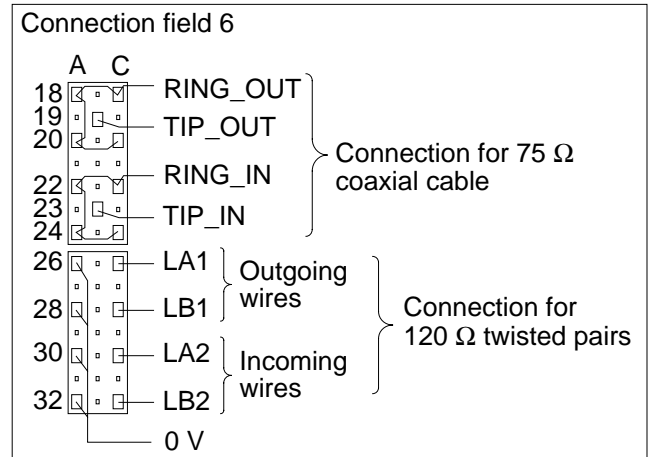 Connection field 6
A C
18 RING_OUT
19 TIP_OUT
20
22 RING_IN
23 TIP_IN
24
Connection for 75 Ω
coaxial cable
26 LA1
28 LB1
Outgoing
wires
30 LA2
32 LB2
Incoming
wires
Connection for
120 Ω twisted pairs
0 V